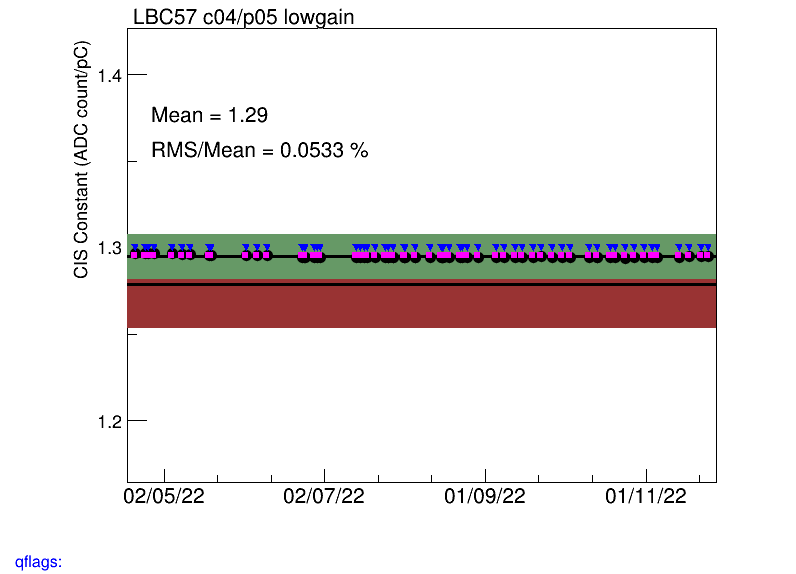 LBC57 c04/p05 lowgain
CIS Constant (ADC count/pC)
1.4
Mean = 1.29
RMS/Mean = 0.0533 %
1.3
1.2
02/05/22 02/07/22 01/09/22 01/11/22
qflags: